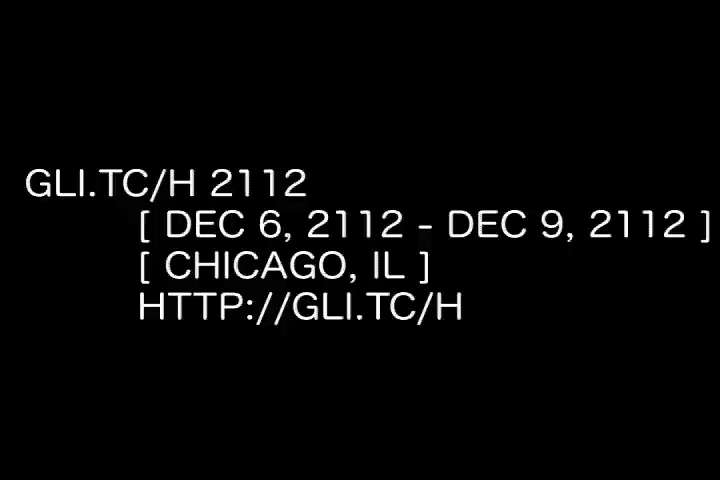 GLI.TC/H 2112
[ DEC 6, 2112 - DEC 9, 2112 ]
[ CHICAGO, IL ]
HTTP://GLI.TC/H